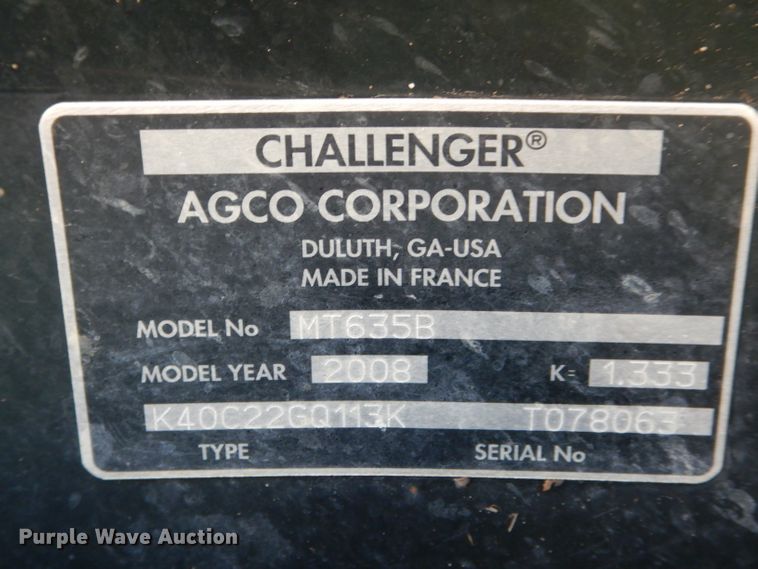 CHALLENGER®
AGCO CORPORATION
DULUTH, GA-USA
MADE IN FRANCE
MODEL No MT635B
MODEL YEAR 2008 K= 1.333
K40C22GQ113K T078063
TYPE SERIAL No
Purple Wave Auction